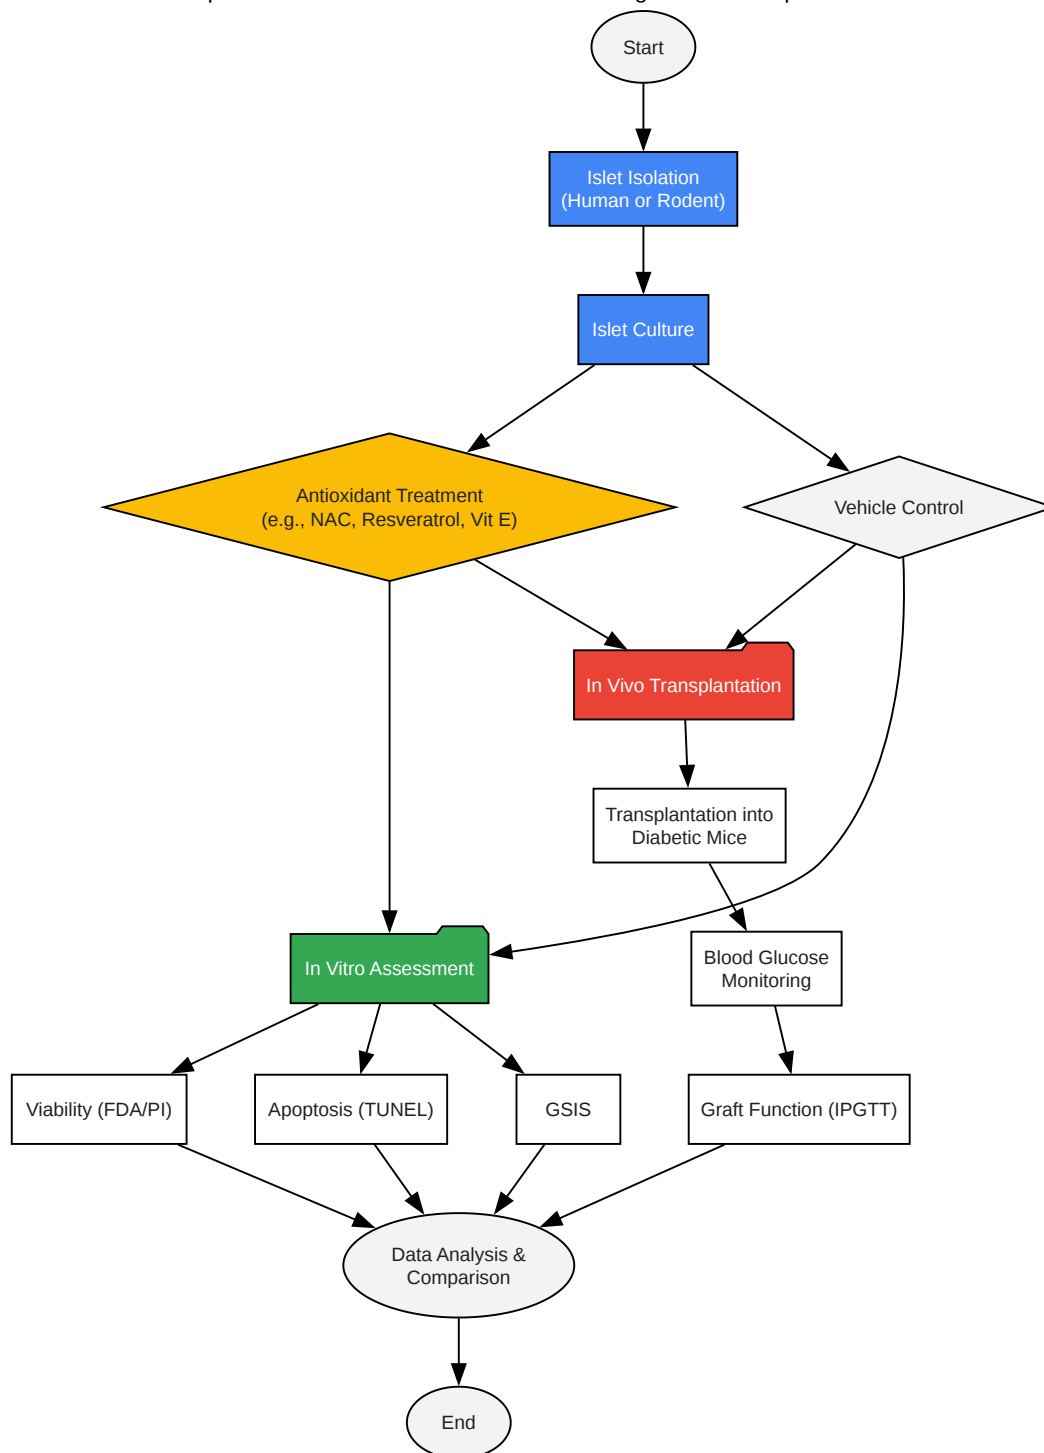 Start
Islet Isolation
(Human or Rodent)
Islet Culture
Antioxidant Treatment
(e.g., NAC, Resveratrol, Vit E)
Vehicle Control
In Vivo Transplantation
Transplantation into
Diabetic Mice
In Vitro Assessment
Blood Glucose
Monitoring
Viability (FDA/PI)
Apoptosis (TUNEL)
GSIS
Graft Function (IPGTT)
Data Analysis &
Comparison
End